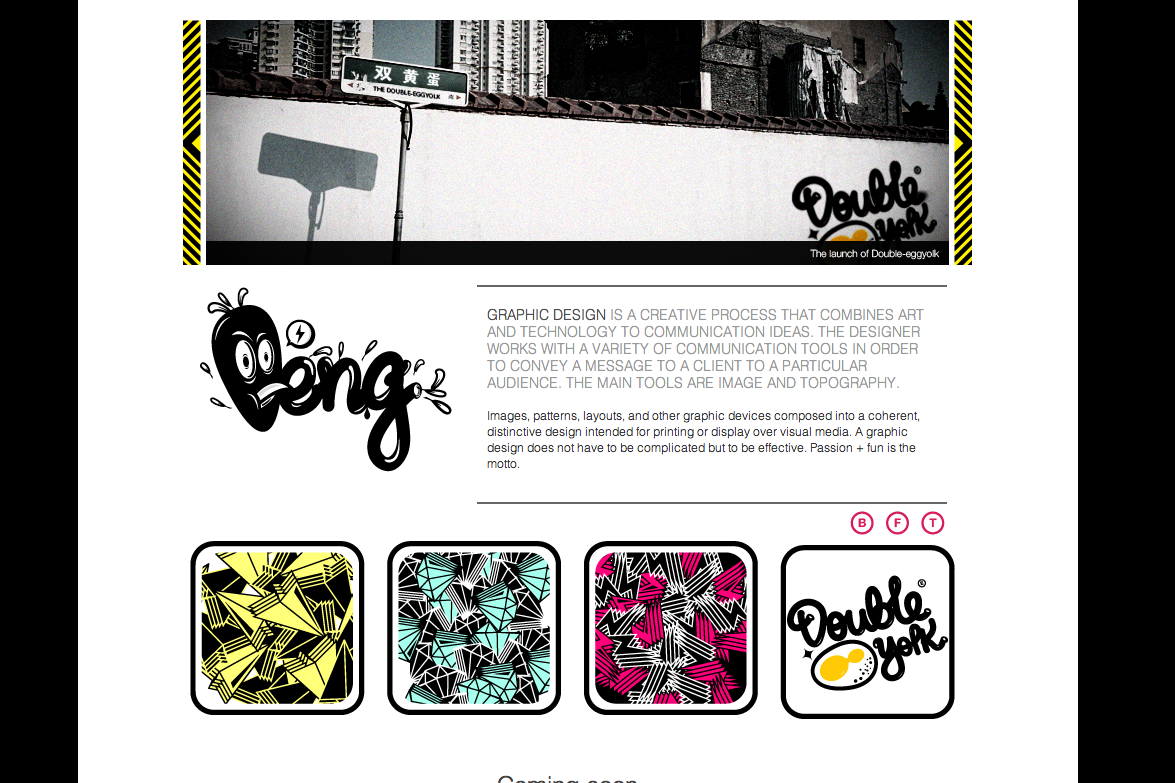 双 黄 蛋
THE DOUBLE-EGGYOLK
Double
yolk
The launch of Double-eggyolk
Leng
GRAPHIC DESIGN IS A CREATIVE PROCESS THAT COMBINES ART
AND TECHNOLOGY TO COMMUNICATION IDEAS. THE DESIGNER
WORKS WITH A VARIETY OF COMMUNICATION TOOLS IN ORDER
TO CONVEY A MESSAGE TO A CLIENT TO A PARTICULAR
AUDIENCE. THE MAIN TOOLS ARE IMAGE AND TOPOGRAPHY.
Images, patterns, layouts, and other graphic devices composed into a coherent,
distinctive design intended for printing or display over visual media. A graphic
design does not have to be complicated but to be effective. Passion + fun is the
motto.
B F T
Double
yolk
Coming soon